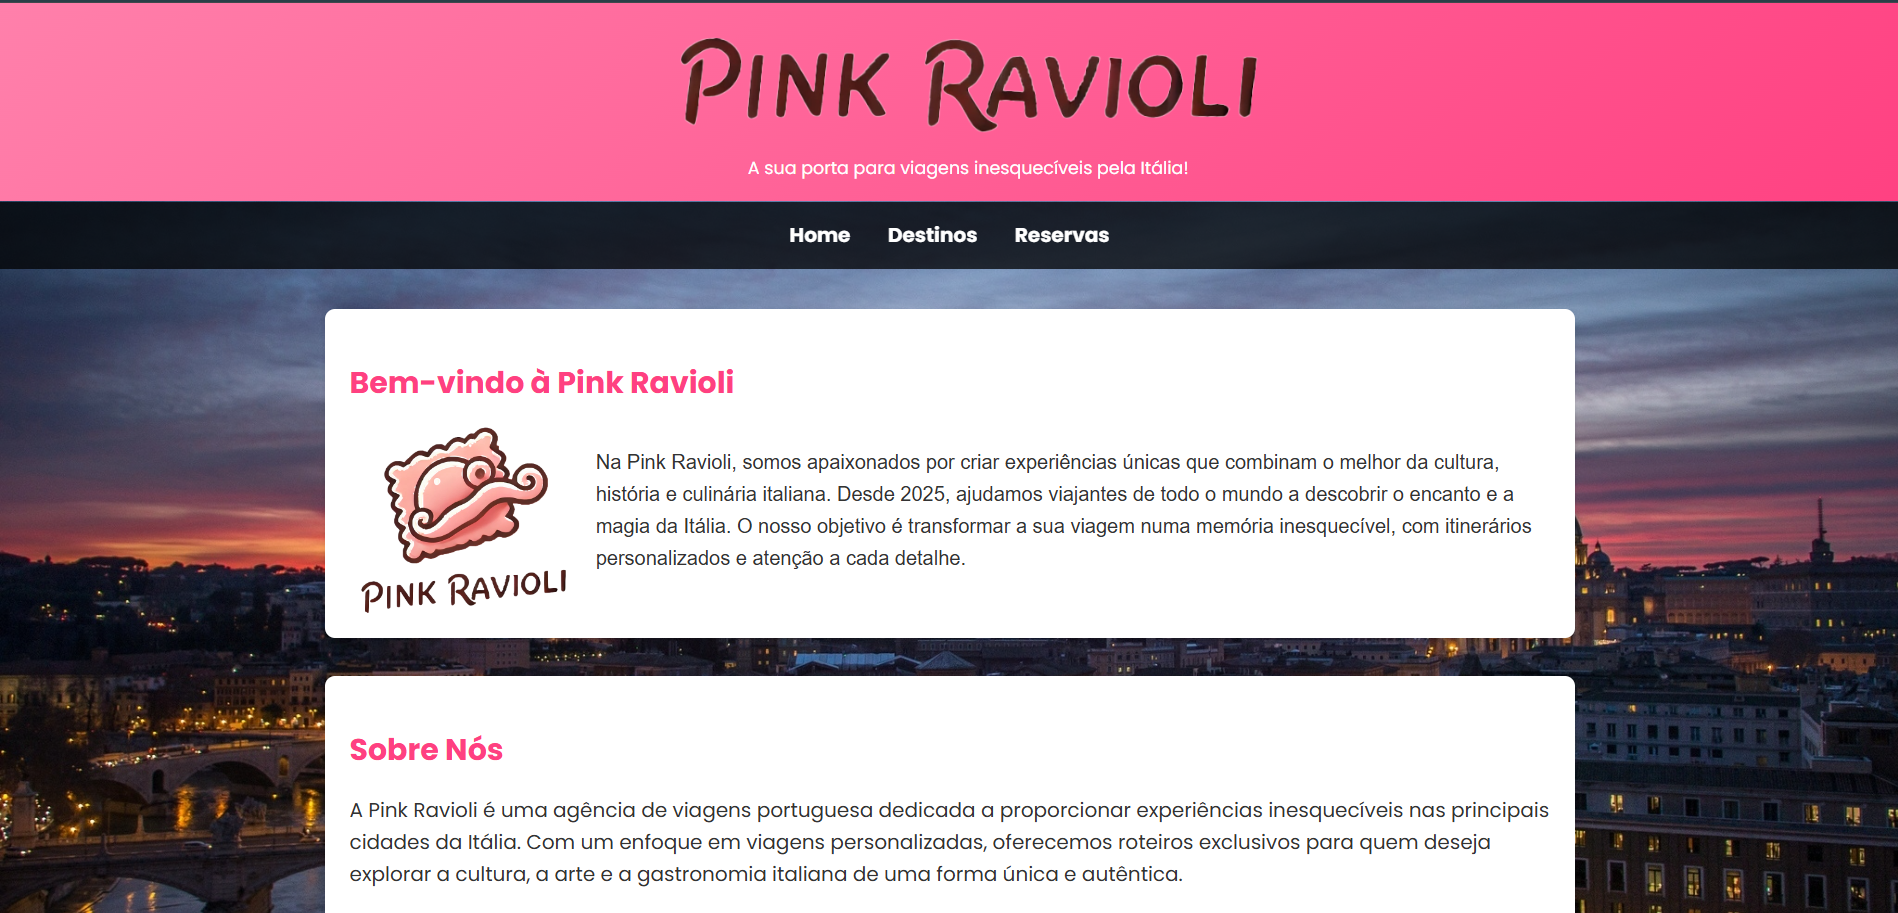 PINK RAVIOLI
A sua porta para viagens inesquecíveis pela Itália!
Home Destinos Reservas
Bem-vindo à Pink Ravioli
PINK RAVIOLI
Na Pink Ravioli, somos apaixonados por criar experiências únicas que combinam o melhor da cultura,
história e culinária italiana. Desde 2025, ajudamos viajantes de todo o mundo a descobrir o encanto e a
magia da Itália. O nosso objetivo é transformar a sua viagem numa memória inesquecível, com itinerários
personalizados e atenção a cada detalhe.
Sobre Nós
A Pink Ravioli é uma agência de viagens portuguesa dedicada a proporcionar experiências inesquecíveis nas principais
cidades da Itália. Com um enfoque em viagens personalizadas, oferecemos roteiros exclusivos para quem deseja
explorar a cultura, a arte e a gastronomia italiana de uma forma única e autêntica.